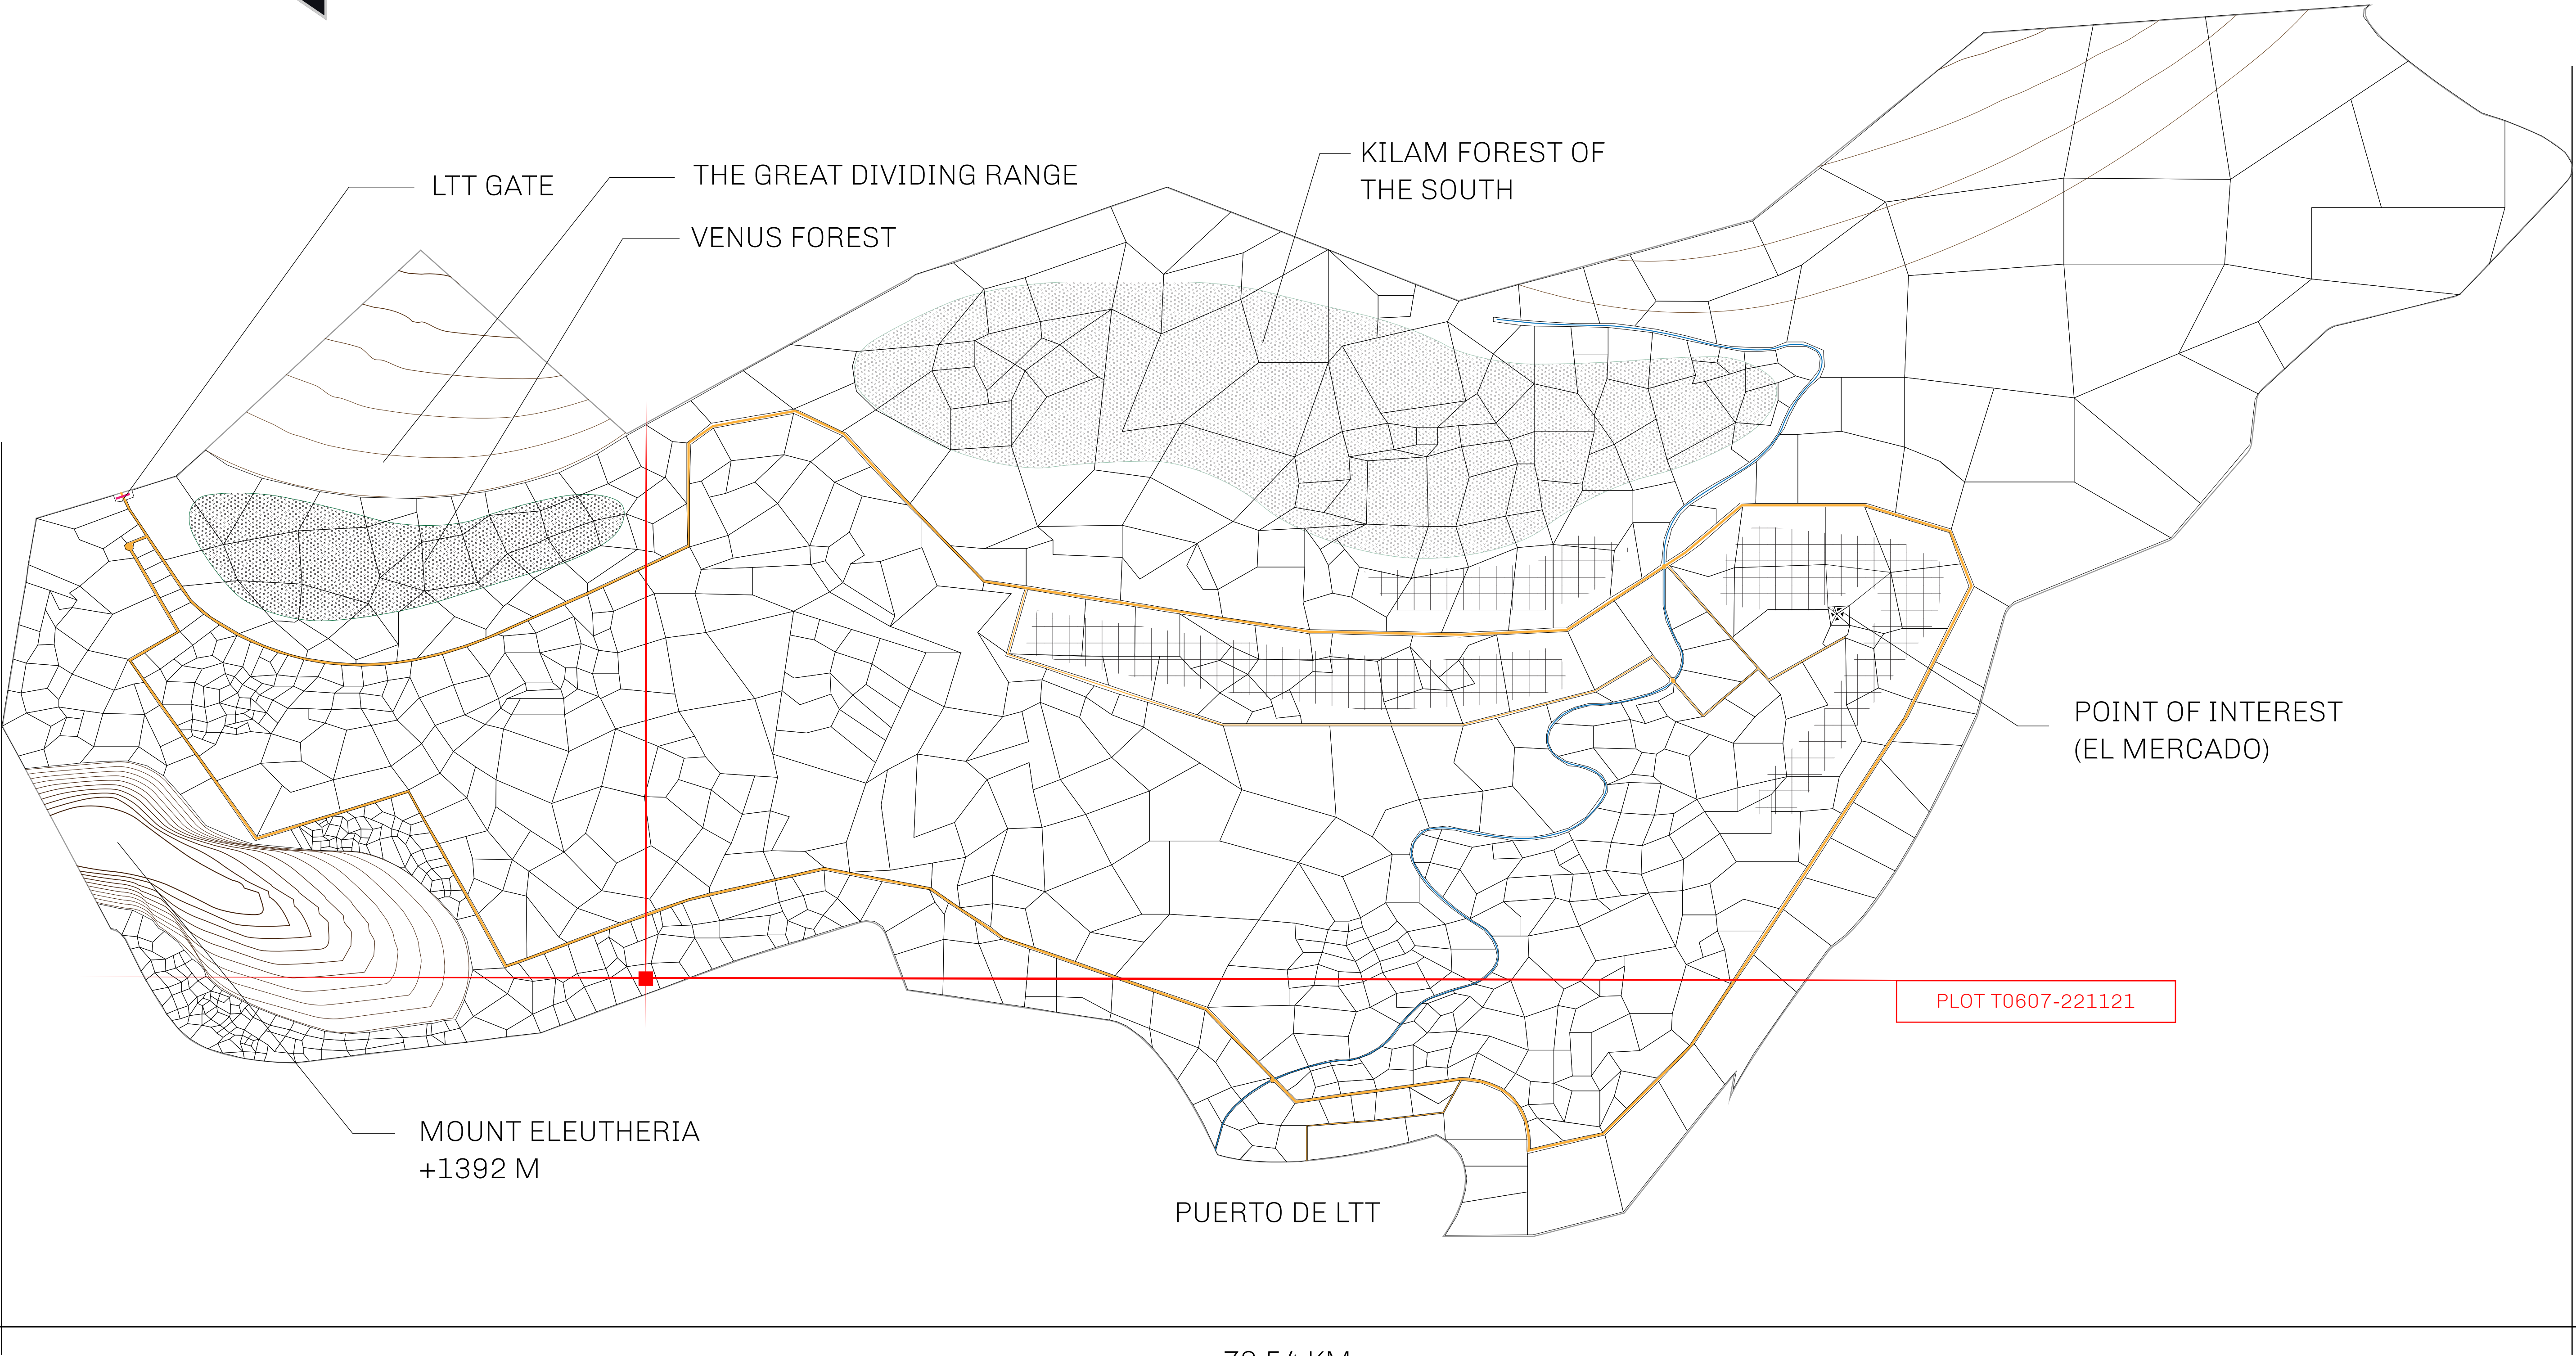 KILAM FOREST OF
THE SOUTH
THE GREAT DIVIDING RANGE
LTT GATE
VENUS FOREST
POINT OF INTEREST
(EL MERCADO)
PLOT T0607-221121
MOUNT ELEUTHERIA
+1392 M
PUERTO DE LTT
KM